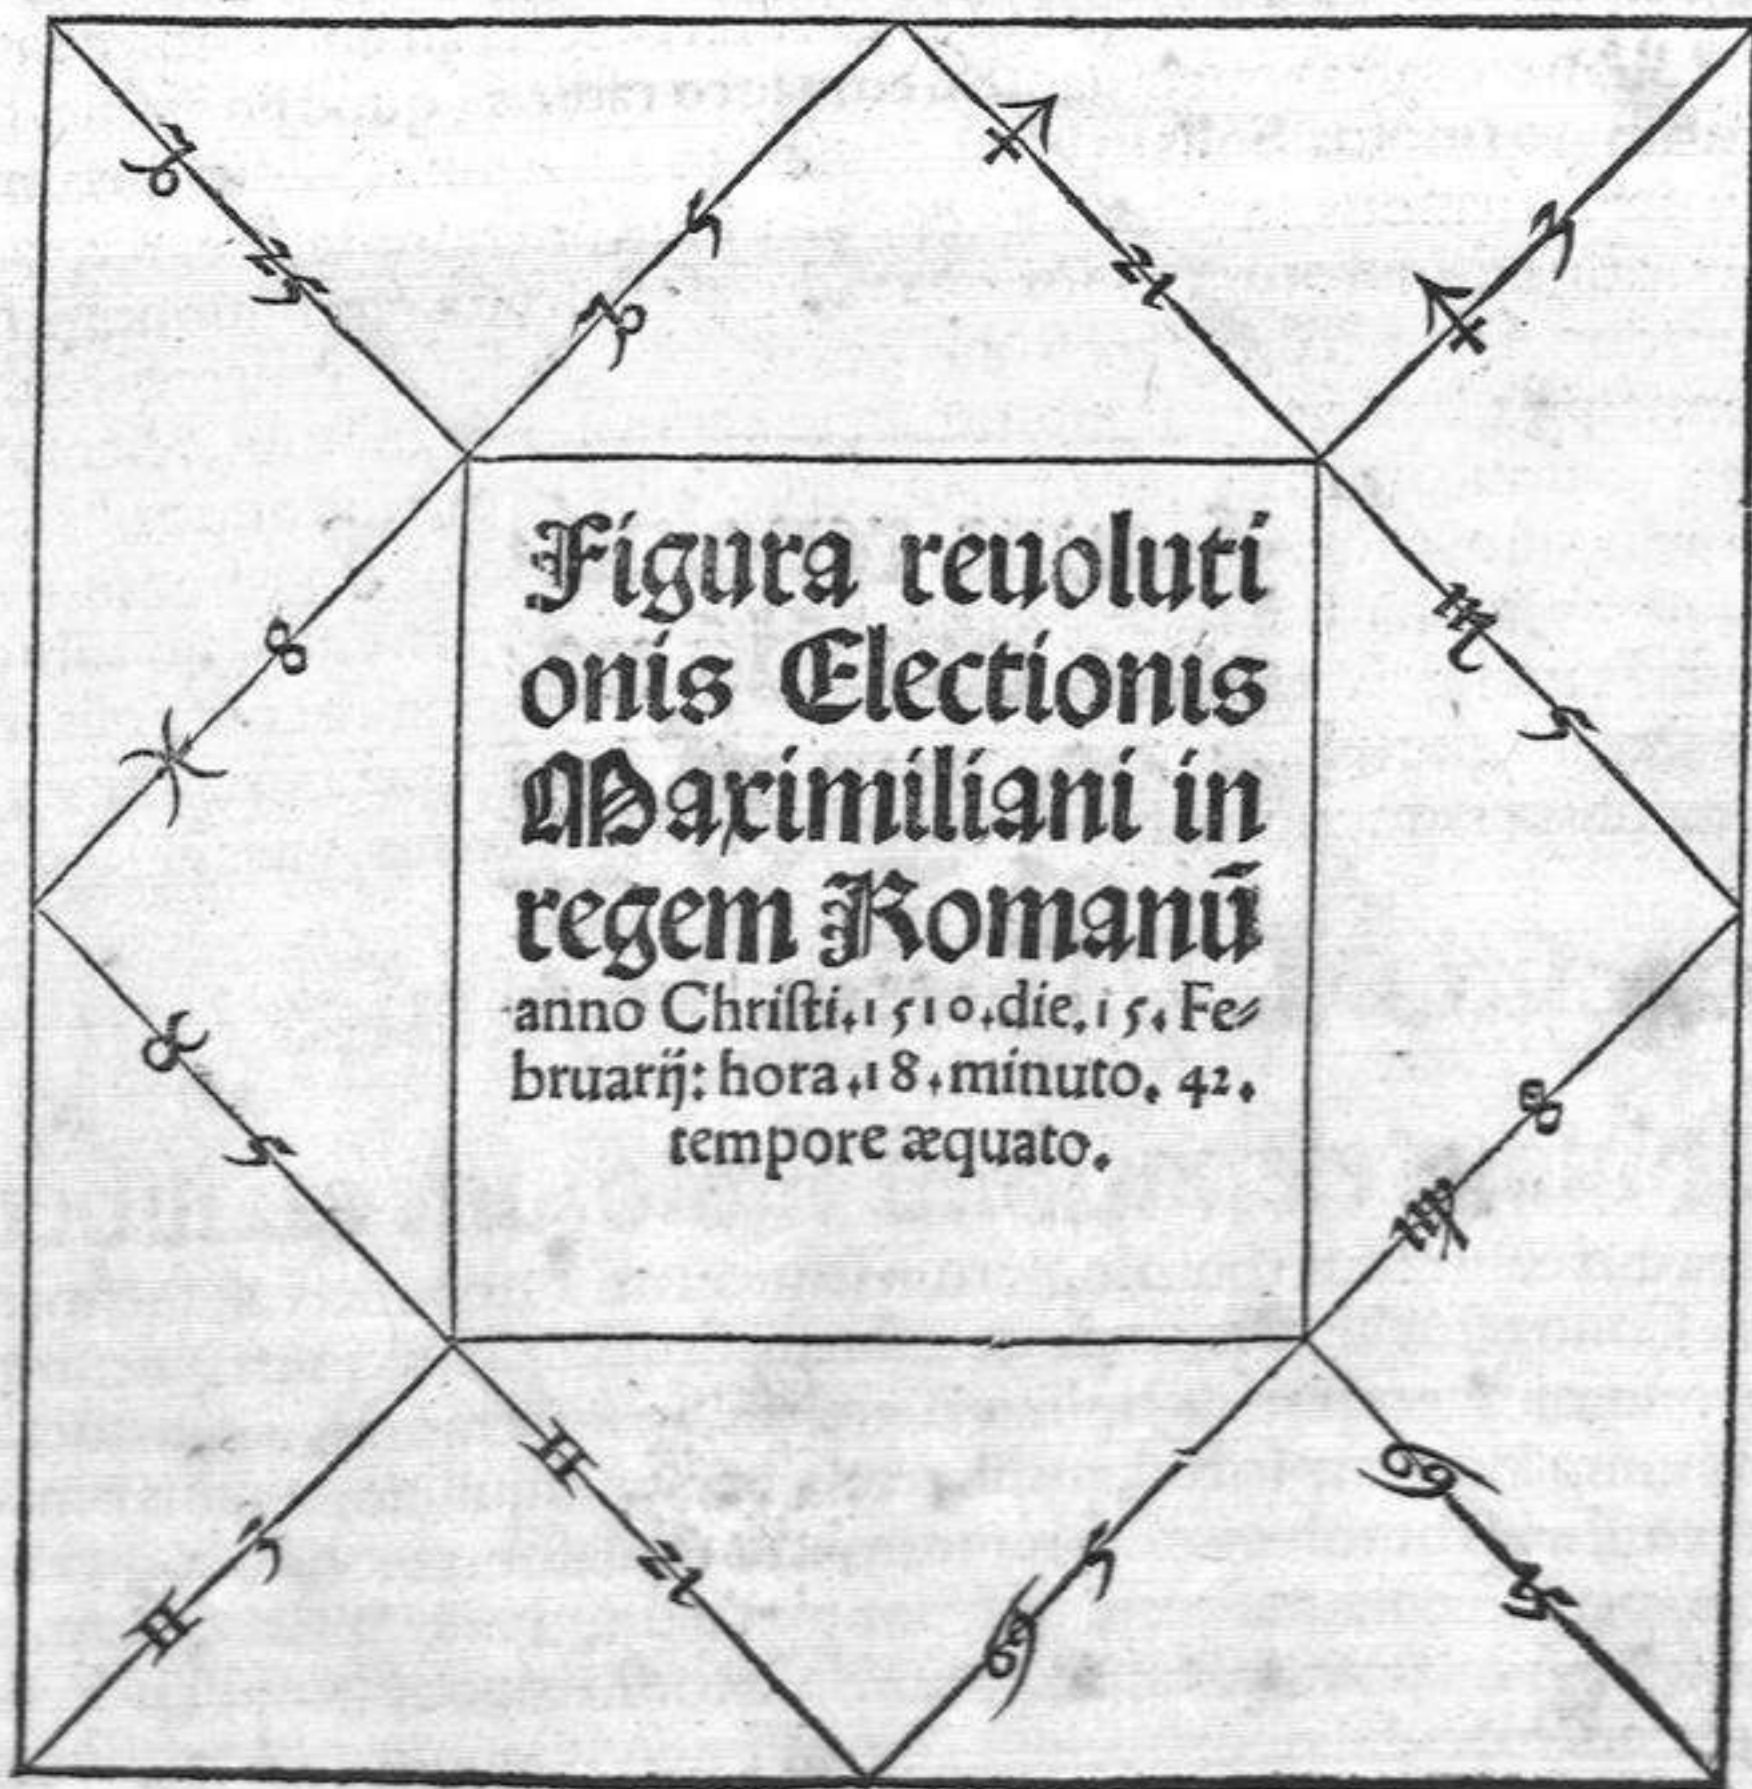 Figura reuoluti
onis Electionis
Maximiliani in
regem Romanū
anno Chriſti.1510.die.15.Fe⸗
bruarij: hora.18.minuto.42.
tempore æquato.